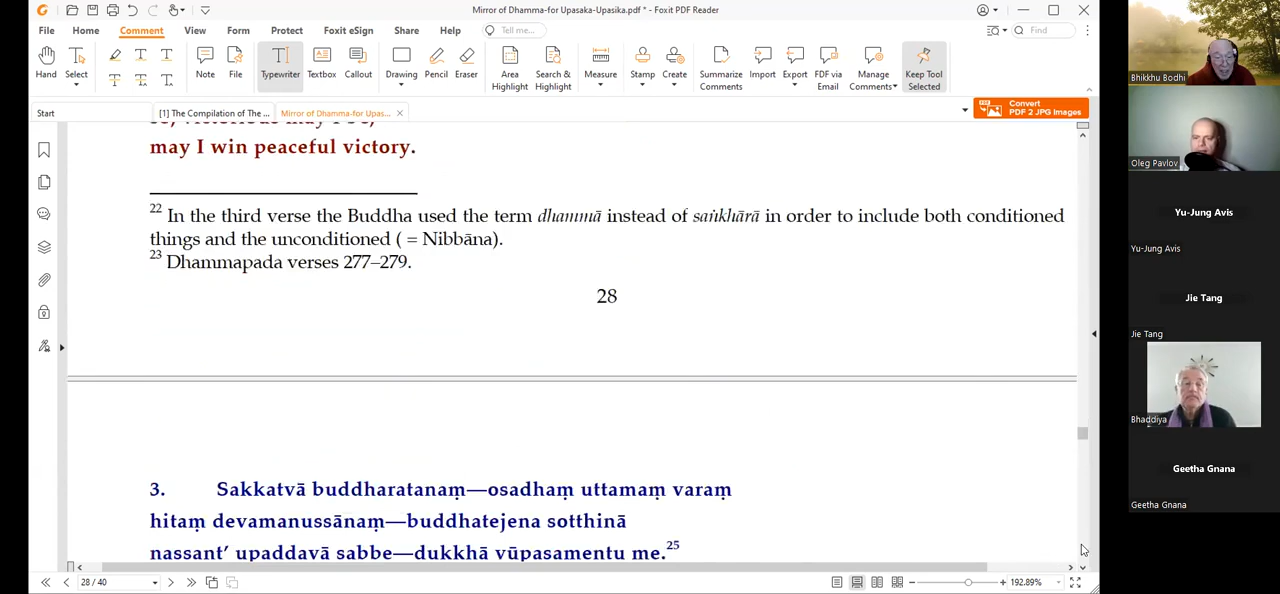 Mirror of Dhamma-for Upasaka-Upasika.pdf * - Foxit PDF Reader
File Home Comment View Form Protect Foxit eSign Share Help Tell me... Find
Hand Select Note File Typewriter Textbox Callout Drawing Pencil Eraser Area Highlight Search & Highlight Measure Stamp Create Summarize Comments Import Export FDF via Email Manage Comments Keep Tool Selected
Start [1] The Compilation of The ... Mirror of Dhamma-for Upas... Convert PDF 2 JPG Images
may I win peaceful victory.
22 In the third verse the Buddha used the term dhammā instead of saṅkhārā in order to include both conditioned
things and the unconditioned ( = Nibbāna).
23 Dhammapada verses 277–279.
28
3. Sakkatvā buddharatanaṃ—osadhaṃ uttamaṃ varaṃ
hitaṃ devamanussānaṃ—buddhatejena sotthinā
nassant’ upaddavā sabbe—dukkhā vūpasamentu me.25
28 / 40
192.89%
Bhikkhu Bodhi
Oleg Pavlov
Yu-Jung Avis
Yu-Jung Avis
Jie Tang
Jie Tang
Bhaddiya
Geetha Gnana
Geetha Gnana